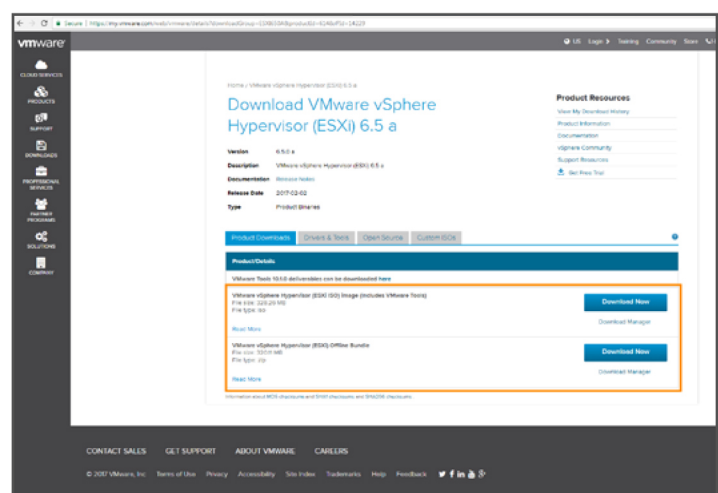 Secure | https://my.vmware.com/web/vmware/details?downloadGroup=
vmware
US Login Training Community Store
CLOUD SERVICES
PRODUCTS
SUPPORT
DOWNLOADS
PROFESSIONAL SERVICES
PARTNER PROGRAMS
SOLUTIONS
COMPANY
Home / VMware vSphere Hypervisor (ESXi) 6.5 a
Download VMware vSphere
Hypervisor (ESXi) 6.5 a
Version 6.5.0 a
Description VMware vSphere Hypervisor (ESXi) 6.5 a
Documentation Release Notes
Release Date 2017-02-02
Type Product Binaries
Product Resources
View My Download History
Product Information
Documentation
vSphere Community
Support Resources
Get Free Trial
Product Downloads Drivers & Tools Open Source Custom ISOs
Product/Details
VMware Tools 10.1.0 deliverables can be downloaded here
VMware vSphere Hypervisor (ESXi ISO) image (Includes VMware Tools)
File size:
File type: iso
Read More
Download Now
Download Manager
VMware vSphere Hypervisor (ESXi) Offline Bundle
File size:
File type: zip
Read More
Download Now
Download Manager
Information about MD5 checksums and SHA1 checksums and SHA256 checksums
CONTACT SALES GET SUPPORT ABOUT VMWARE CAREERS
© 2017 VMware, Inc Terms of Use Privacy Accessibility Site Index Trademarks Help Feedback